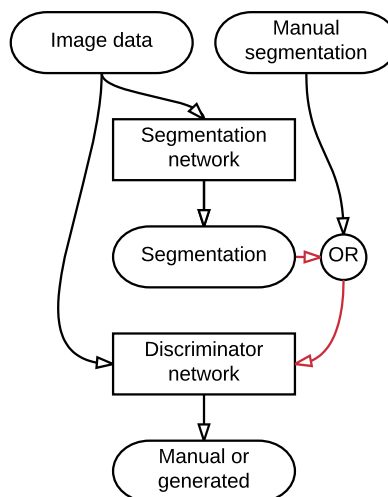 Image data
Manual
segmentation
Segmentation
network
Segmentation
OR
Discriminator
network
Manual or
generated